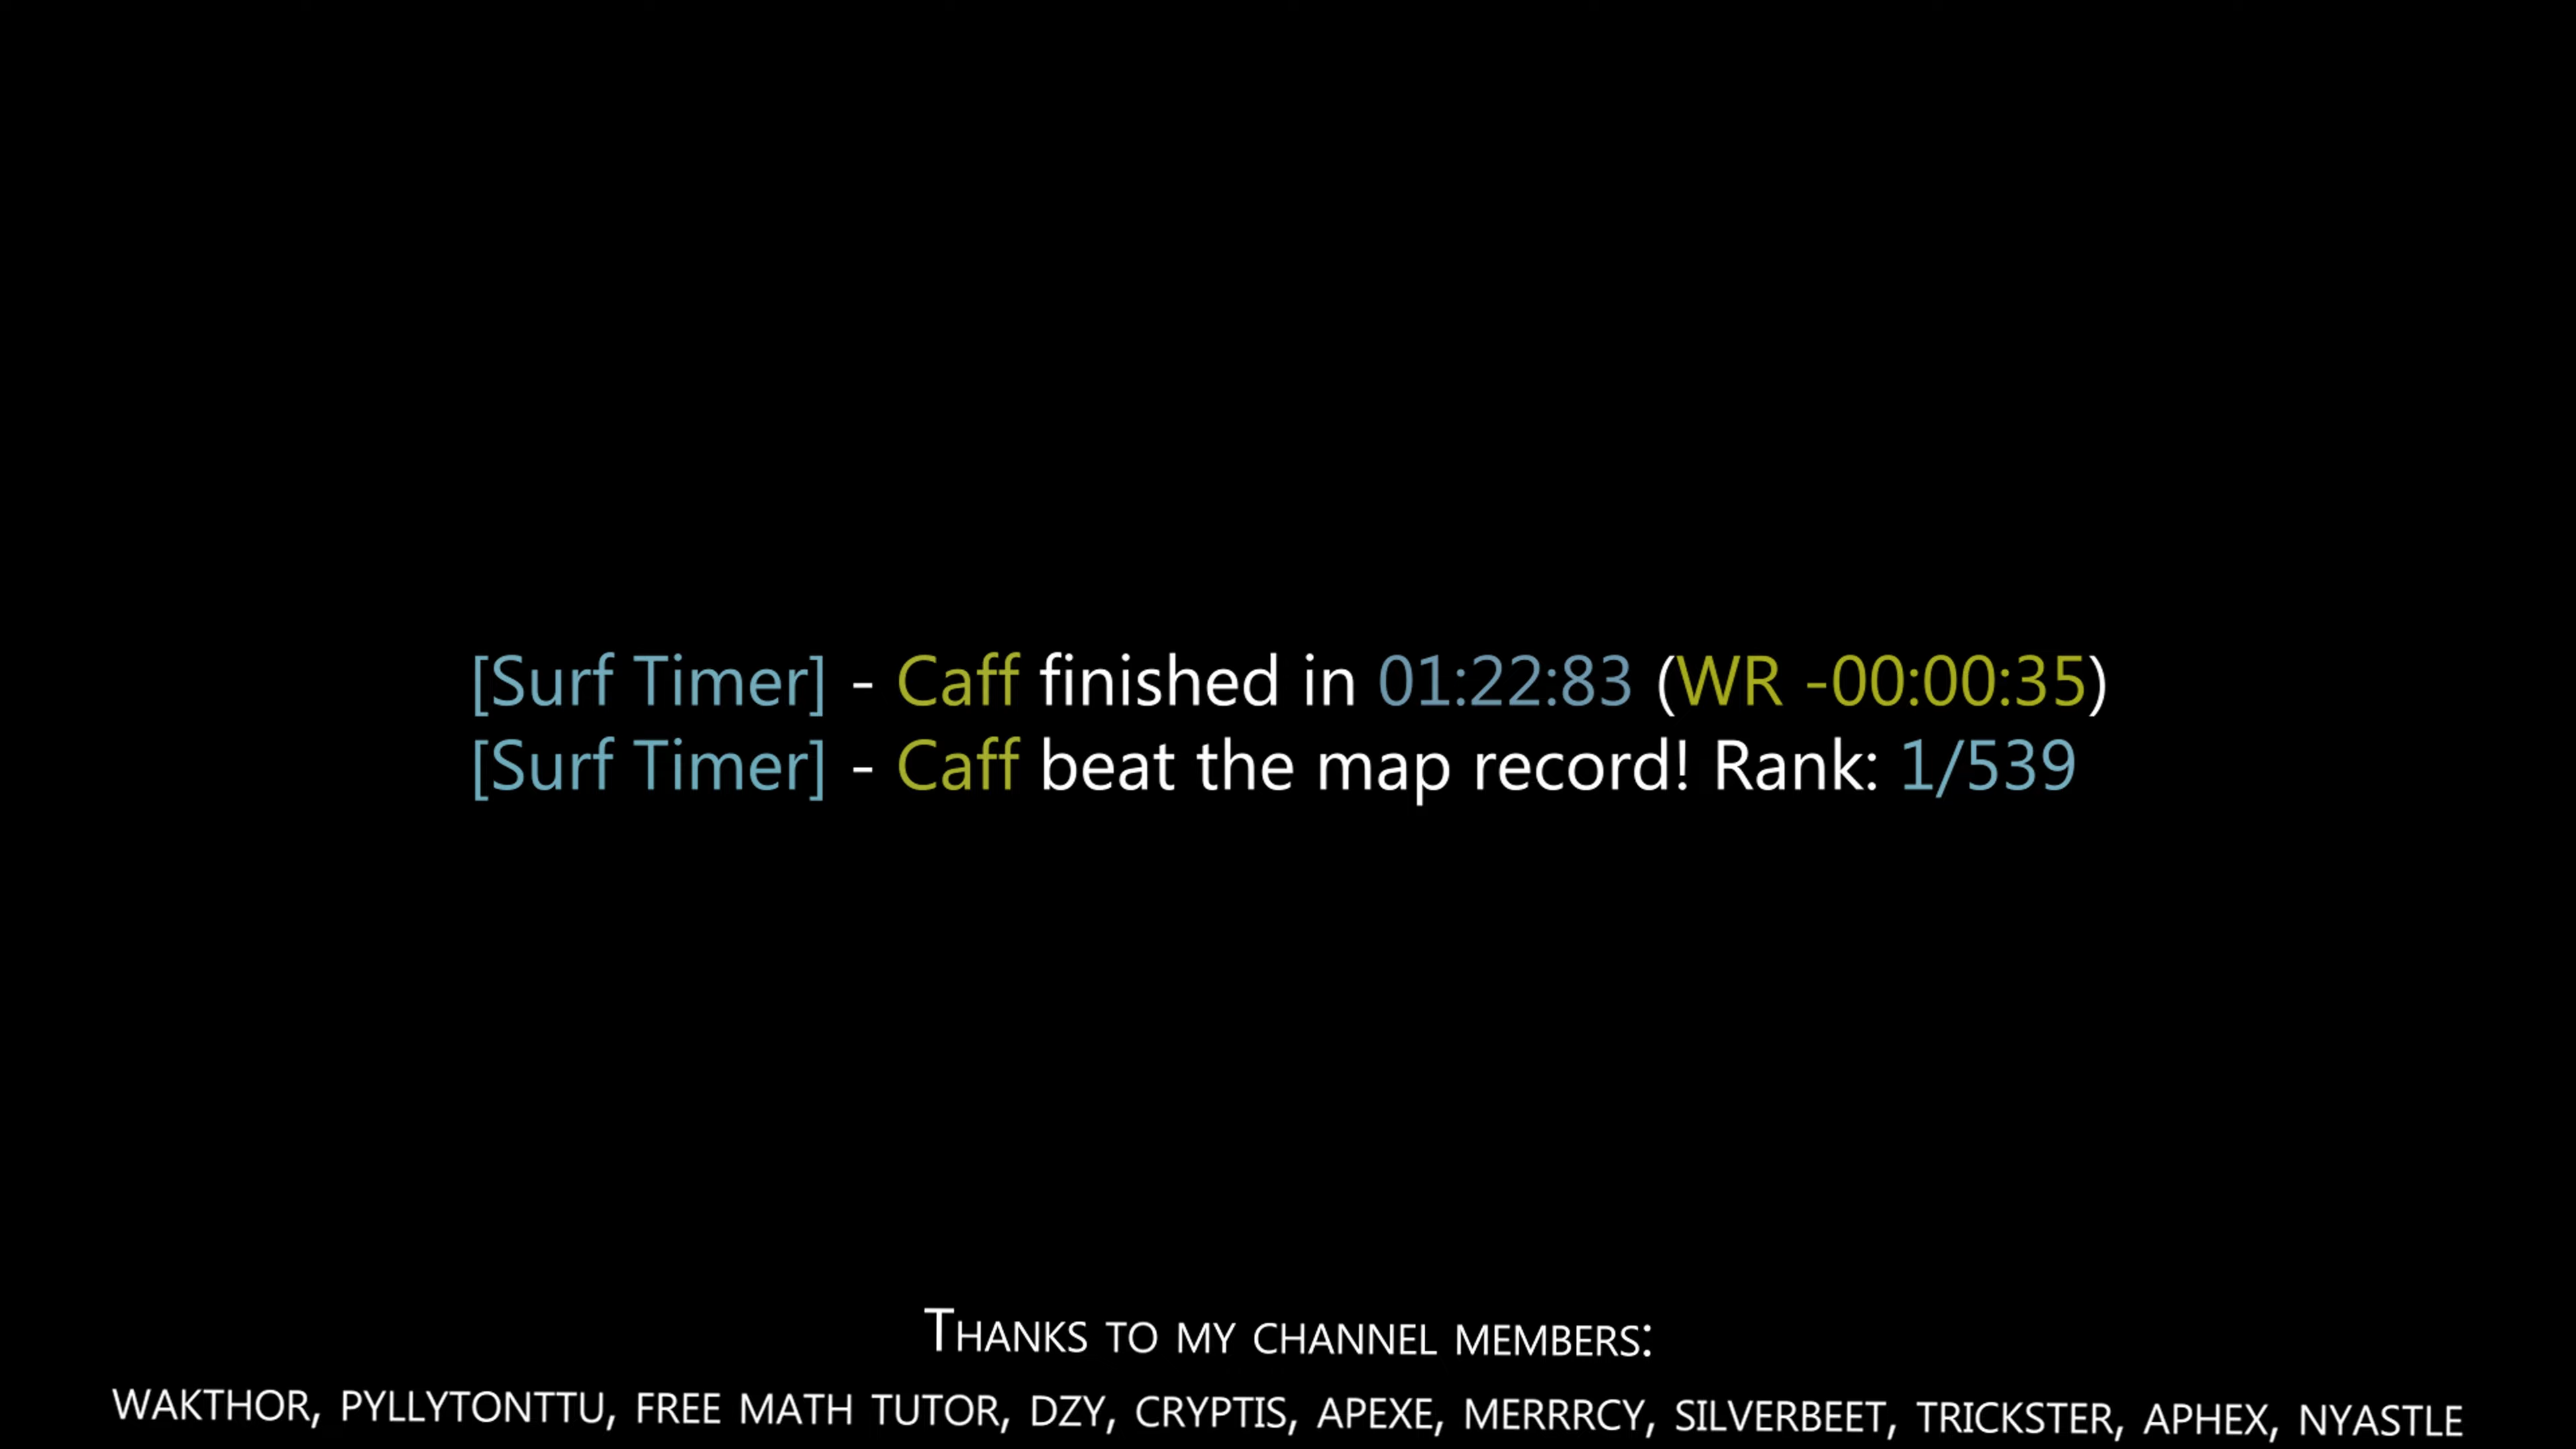 [Surf Timer] - Caff finished in 01:22:83 (WR -00:00:35)
[Surf Timer] - Caff beat the map record! Rank: 1/539
THANKS TO MY CHANNEL MEMBERS:
WAKTHOR, PYLLYTONTTU, FREE MATH TUTOR, DZY, CRYPTIS, APEXE, MERRRCY, SILVERBEET, TRICKSTER, APHEX, NYASTLE